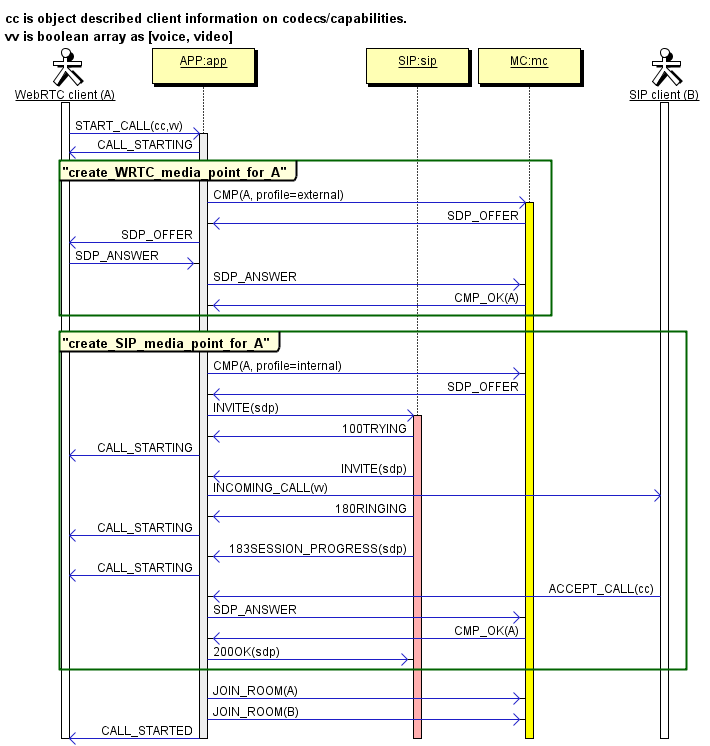 cc is object described client information on codecs/capabilities.
vv is boolean array as [voice, video]
APP:app
SIP:sip
MC:mc
WebRTC client (A)
SIP client (B)
START_CALL(cc,vv)
CALL_STARTING
"create_WRTC_media_point_for_A"
CMP(A, profile=external)
SDP_OFFER
SDP_OFFER
SDP_ANSWER
SDP_ANSWER
CMP_OK(A)
"create_SIP_media_point_for_A"
CMP(A, profile=internal)
SDP_OFFER
INVITE(sdp)
100TRYING
CALL_STARTING
INVITE(sdp)
INCOMING_CALL(vv)
180RINGING
CALL_STARTING
183SESSION_PROGRESS(sdp)
CALL_STARTING
ACCEPT_CALL(cc)
SDP_ANSWER
CMP_OK(A)
200OK(sdp)
JOIN_ROOM(A)
JOIN_ROOM(B)
CALL_STARTED